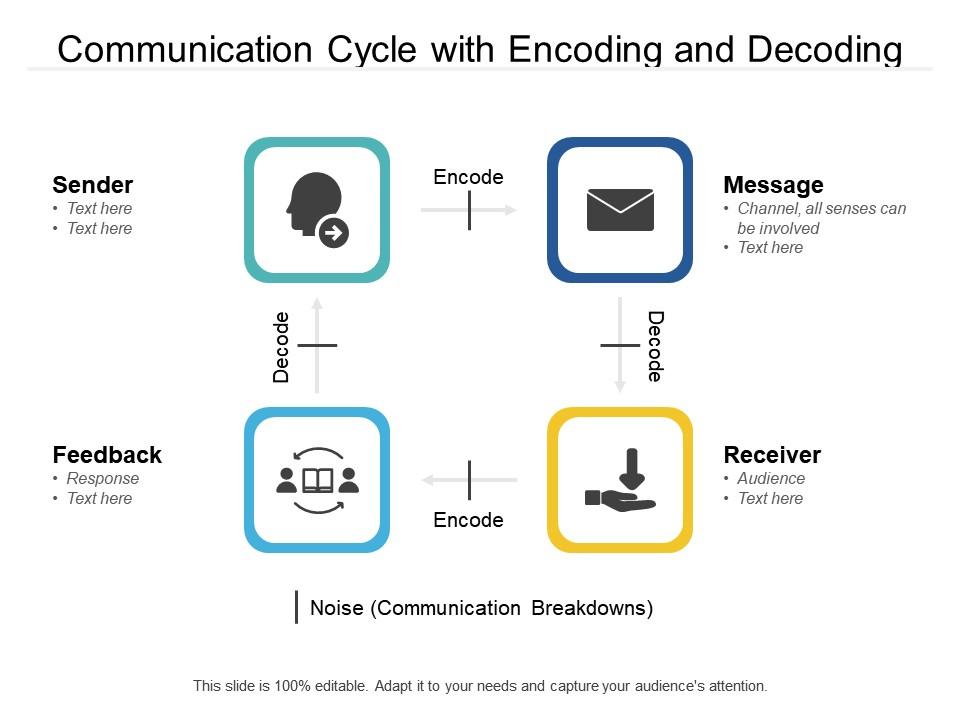 Communication Cycle with Encoding and Decoding
Sender
• Text here
• Text here
Encode
Message
• Channel, all senses can
be involved
• Text here
Decode
Decode
Feedback
• Response
• Text here
Encode
Receiver
• Audience
• Text here
Noise (Communication Breakdowns)
This slide is 100% editable. Adapt it to your needs and capture your audience's attention.